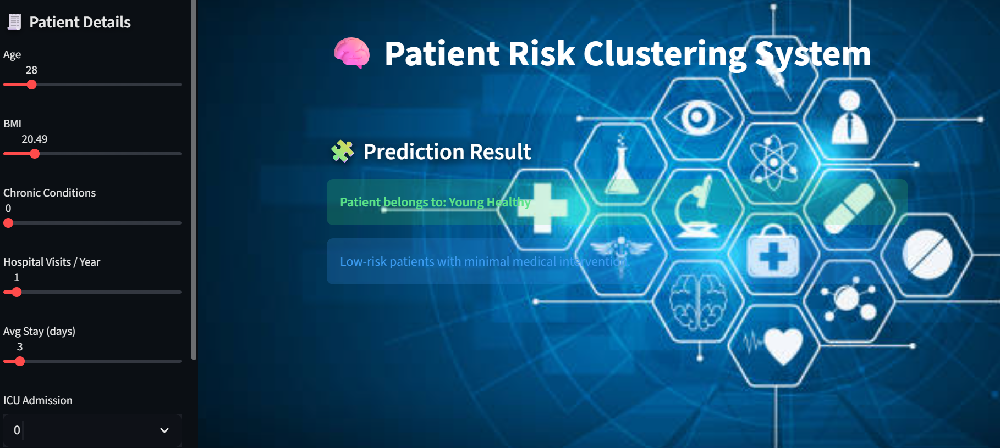 Patient Details
Age
28
BMI
20.49
Chronic Conditions
0
Hospital Visits / Year
1
Avg Stay (days)
3
ICU Admission
0
Patient Risk Clustering System
Prediction Result
Patient belongs to: Young Healthy
Low-risk patients with minimal medical intervention.